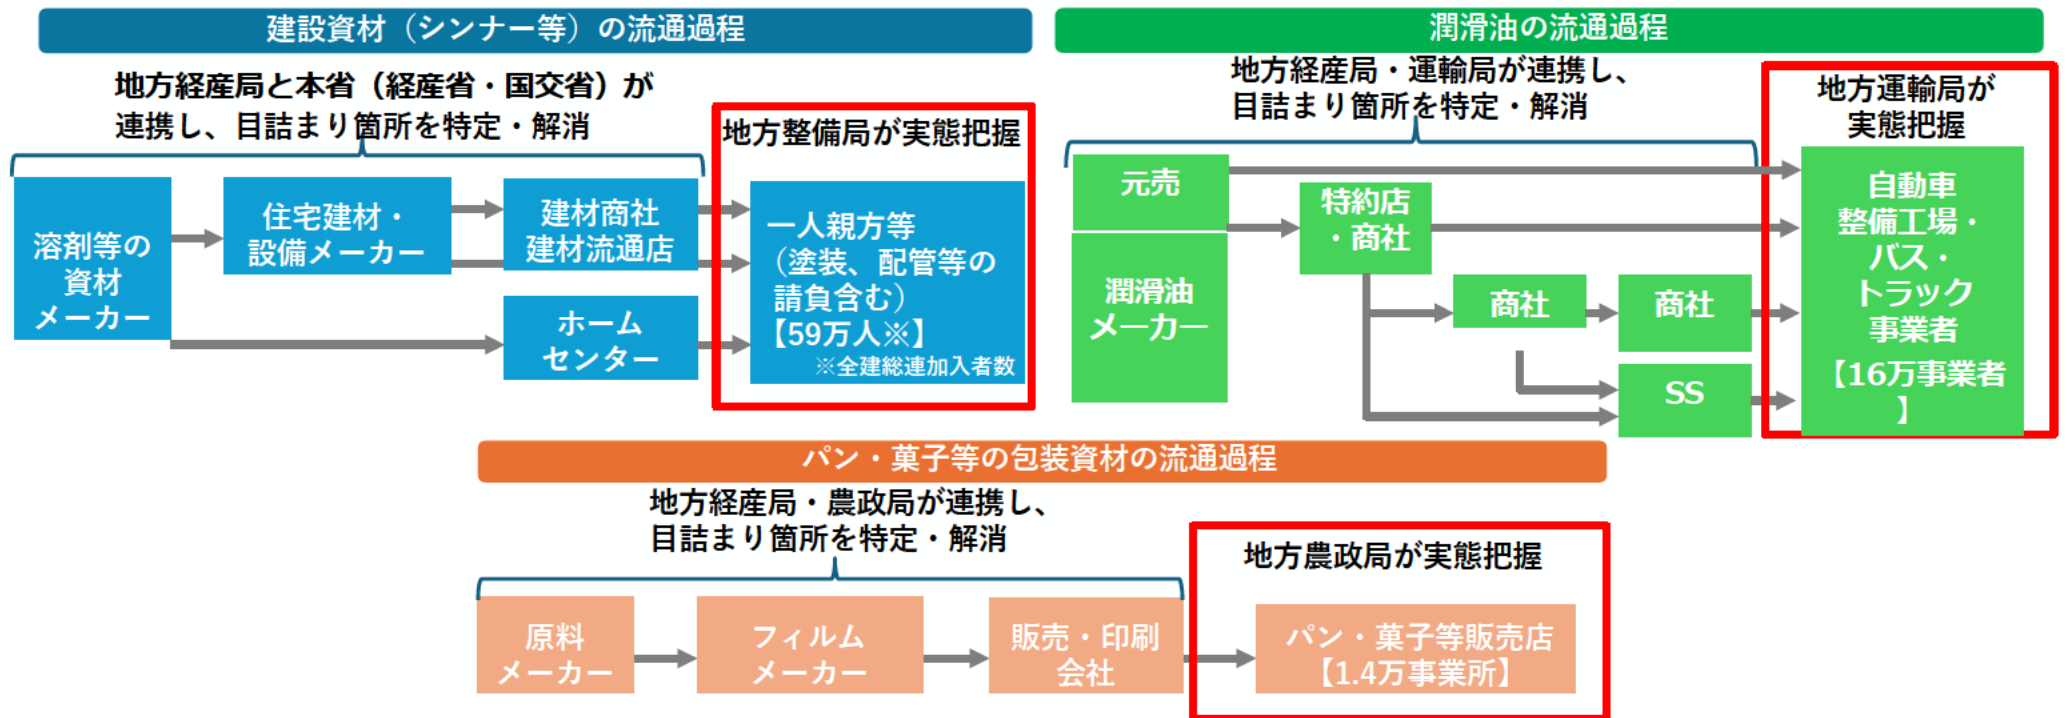 建設資材（シンナー等）の流通過程
地方経産局と本省（経産省・国交省）が
連携し、目詰まり箇所を特定・解消
地方整備局が実態把握
溶剤等の
資材
メーカー
住宅建材・
設備メーカー
建材商社
建材流通店
ホーム
センター
一人親方等
（塗装、配管等の
請負含む）
【59万人※】
※全建総連加入者数
潤滑油の流通過程
地方経産局・運輸局が連携し、
目詰まり箇所を特定・解消
地方運輸局が
実態把握
元売
潤滑油
メーカー
特約店
・商社
商社
商社
SS
自動車
整備工場・
バス・
トラック
事業者
【16万事業者
】
パン・菓子等の包装資材の流通過程
地方経産局・農政局が連携し、
目詰まり箇所を特定・解消
地方農政局が実態把握
原料
メーカー
フィルム
メーカー
販売・印刷
会社
パン・菓子等販売店
【1.4万事業所】